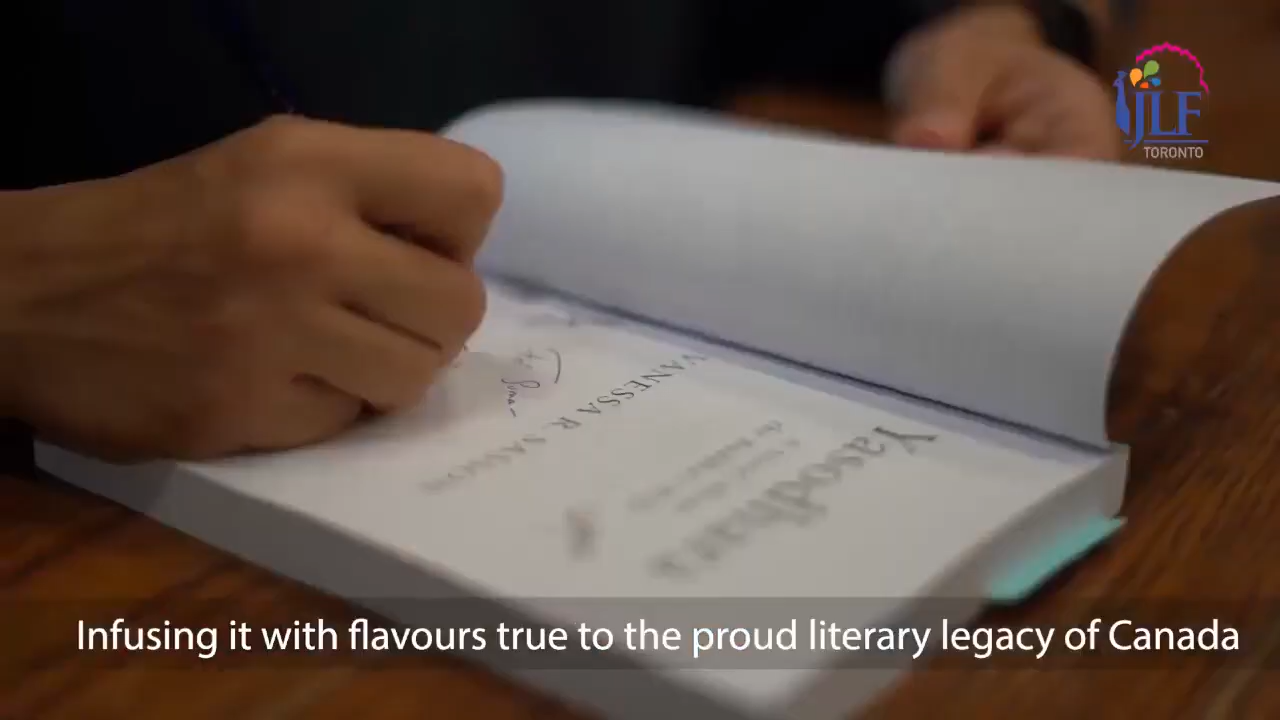 JLF
TORONTO
VANESSA R. SASSON
Yasodhara
Infusing it with flavours true to the proud literary legacy of Canada